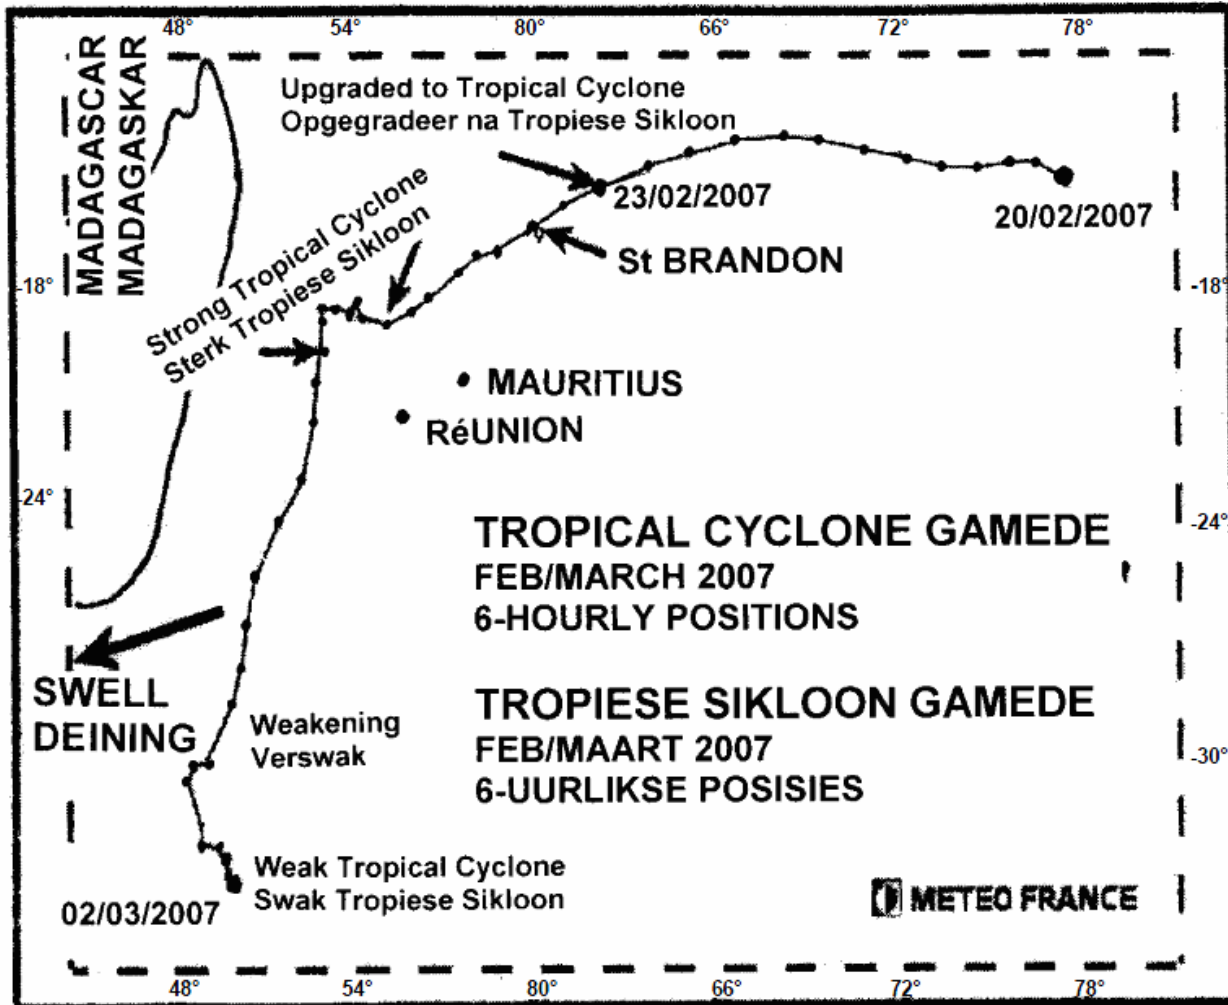 48° 54° 80° 66° 72° 78°
MADAGASCAR
MADAGASKAR
Upgraded to Tropical Cyclone
Opgegradeer na Tropiese Sikloon
23/02/2007
20/02/2007
St BRANDON
Strong Tropical Cyclone
Sterk Tropiese Sikloon
-18° -18°
MAURITIUS
RéUNION
-24° -24°
TROPICAL CYCLONE GAMEDE
FEB/MARCH 2007
6-HOURLY POSITIONS
SWELL
DEINING
TROPIESE SIKLOON GAMEDE
FEB/MAART 2007
6-UURLIKSE POSISIES
Weakening
Verswak
-30°
Weak Tropical Cyclone
Swak Tropiese Sikloon
02/03/2007
METEO FRANCE
48° 54° 80° 66° 72° 78°